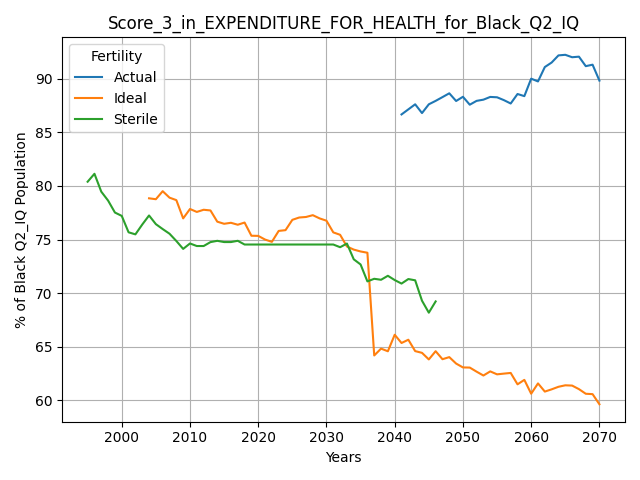 Score_3_in_EXPENDITURE_FOR_HEALTH_for_Black_Q2_IQ
Fertility
Actual
Ideal
Sterile
% of Black Q2_IQ Population
90
85
80
75
70
65
60
2000
2010
2020
2030
2040
2050
2060
2070
Years